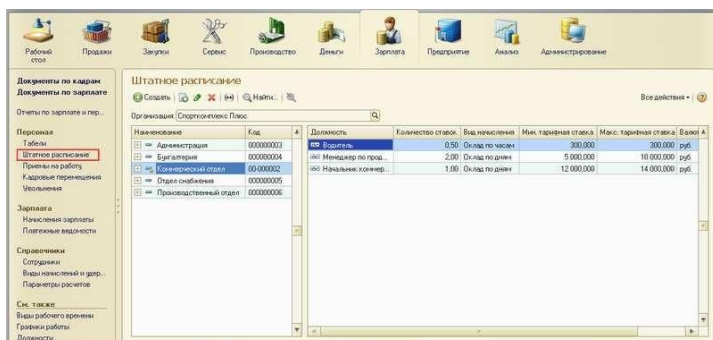 Рабочий стол
Продажи
Закупки
Сервис
Производство
Деньги
Зарплата
Предприятие
Анализ
Администрирование
Документы по кадрам
Документы по зарплате
Отчеты по зарплате и пер...
Персонал
Табели
Штатное расписание
Приемы на работу
Кадровые перемещения
Увольнения
Зарплата
Начисления зарплаты
Платежные ведомости
Справочники
Сотрудники
Виды начислений и удер...
Параметры расчетов
См. также
Виды рабочего времени
Графики работы
Должности
Штатное расписание
Создать Найти... Все действия
Организация: Спорткомплекс Плюс
Наименование Код
Администрация 000000003
Бухгалтерия 000000004
Коммерческий отдел 00-000002
Отдел снабжения 000000005
Производственный отдел 000000006
Должность Количество ставок Вид начисления Мин. тарифная ставка Макс. тарифная ставка Валют
Водитель 0,50 Оклад по часам 300,000 300,000 руб.
Менеджер по прод... 2,00 Оклад по дням 5 000,000 10 000,000 руб.
Начальник коммер... 1,00 Оклад по дням 12 000,000 14 000,000 руб.